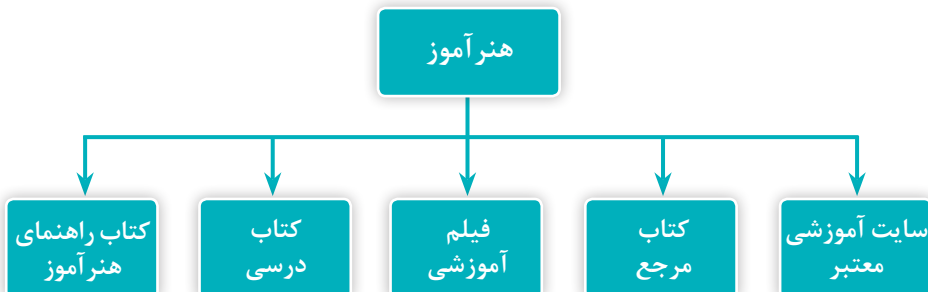 هنرآموز
سایت آموزشی
معتبر
کتاب
مرجع
فیلم
آموزشی
کتاب
درسی
کتاب راهنمای
هنرآموز